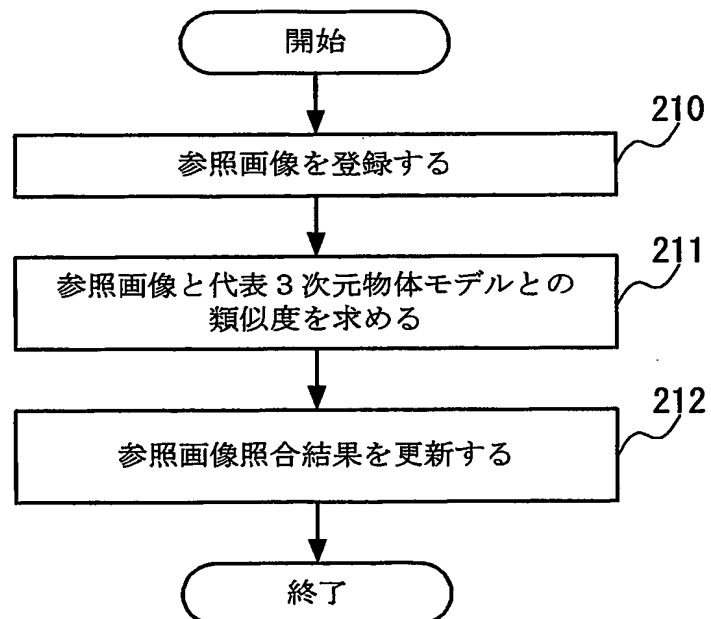 開始
210
参照画像を登録する
211
参照画像と代表３次元物体モデルとの
類似度を求める
212
参照画像照合結果を更新する
終了